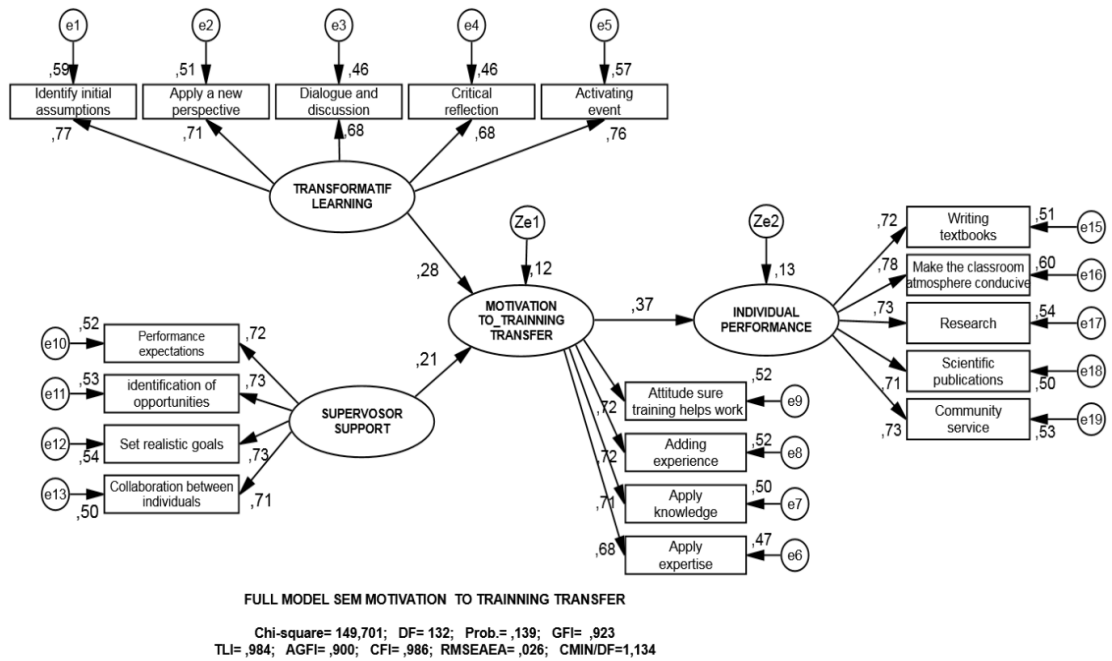 e1
e2
e3
e4
e5
,59
,51
,46
,46
,57
Identify initial
assumptions
Apply a new
perspective
Dialogue and
discussion
Critical
reflection
Activating
event
,77
,71
,68
,68
,76
TRANSFORMATIF
LEARNING
,28
Ze1
,12
MOTIVATION
TO_TRAINNING
TRANSFER
,37
Ze2
,13
INDIVIDUAL
PERFORMANCE
,72
Writing
textbooks
,51
e15
,78
Make the classroom
atmosphere conducive
,60
e16
,73
Research
,54
e17
,71
Scientific
publications
,50
e18
,73
Community
service
,53
e19
e10
,52
Performance
expectations
,72
e11
,53
identification of
opportunities
,73
e12
,54
Set realistic goals
,73
e13
,50
Collaboration between
individuals
,71
SUPERVOSOR
SUPPORT
,21
,72
Attitude sure
training helps work
,52
e9
,72
Adding
experience
,52
e8
,71
Apply
knowledge
,50
e7
,68
Apply
expertise
,47
e6
FULL MODEL SEM MOTIVATION TO TRAINNING TRANSFER
Chi-square= 149,701; DF= 132; Prob.= ,139; GFI= ,923
TLI= ,984; AGFI= ,900; CFI= ,986; RMSEAEA= ,026; CMIN/DF=1,134